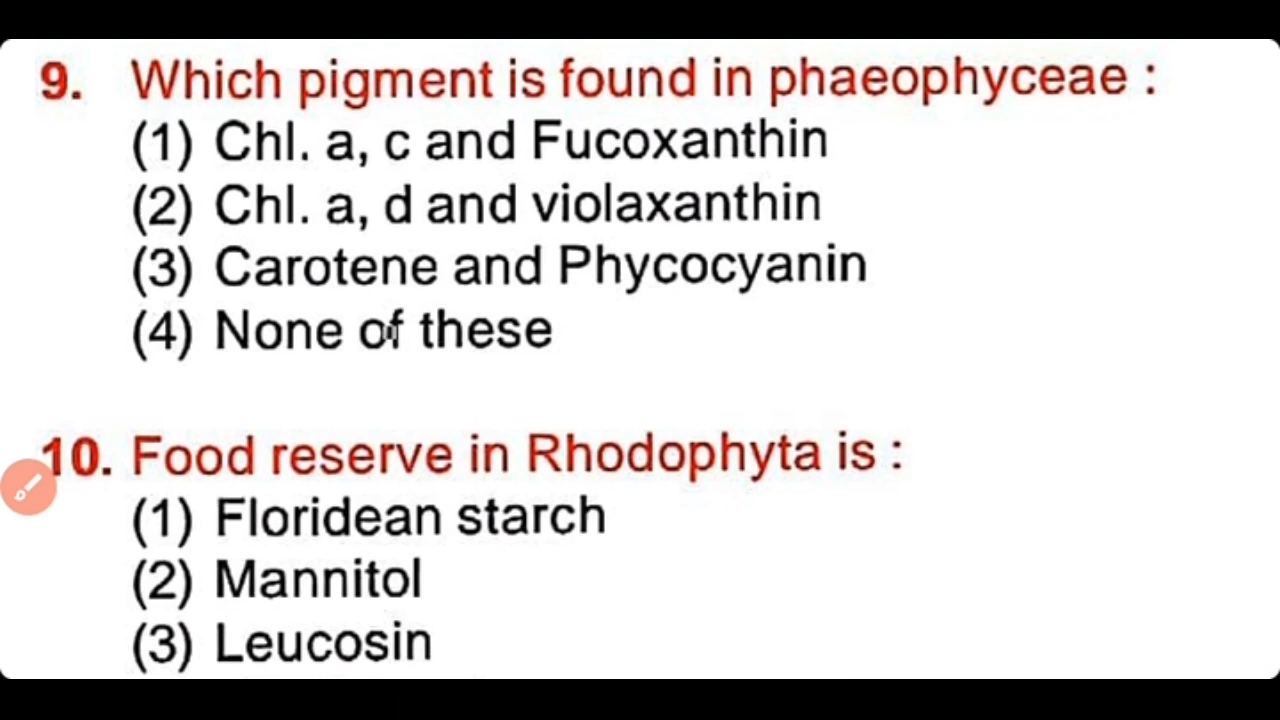 9. Which pigment is found in phaeophyceae :
(1) Chl. a, c and Fucoxanthin
(2) Chl. a, d and violaxanthin
(3) Carotene and Phycocyanin
(4) None of these
10. Food reserve in Rhodophyta is :
(1) Floridean starch
(2) Mannitol
(3) Leucosin